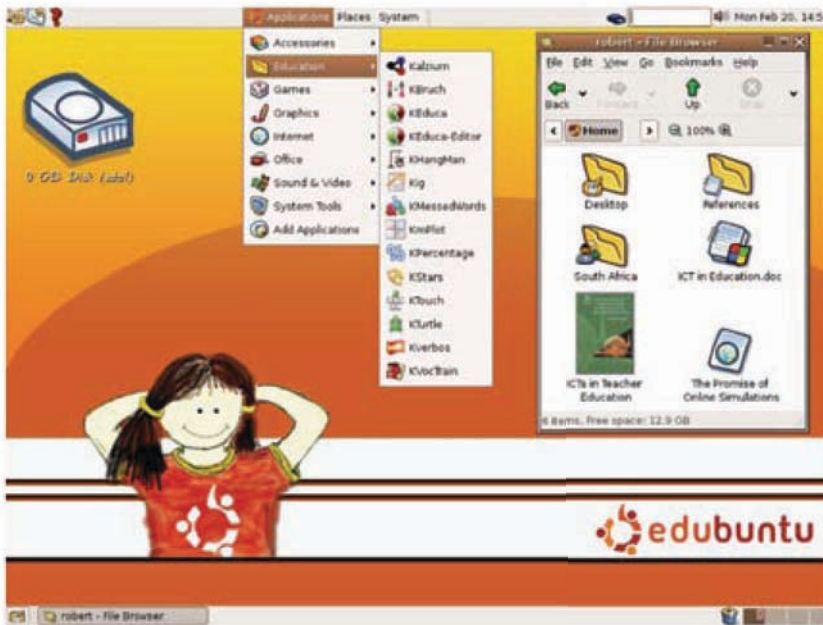 Applications Places System
Mon Feb 20, 14:5
Accessories
Education
Games
Graphics
Internet
Office
Sound & Video
System Tools
Add Applications
Kalzium
KBruch
KEduca
KEduca-Editor
KHangMan
Kig
KMessedWords
KmPlot
KPercentage
KStars
KTouch
KTurtle
Kverbos
KVocTrain
robert - File Browser
File Edit View Go Bookmarks Help
Back Forward Up Stop
Home 100%
Desktop
References
South Africa
ICT in Education.doc
ICTs in Teacher
Education
The Promise of
Online Simulations
6 items, Free space: 12.9 GB
edubuntu
robert - File Browser